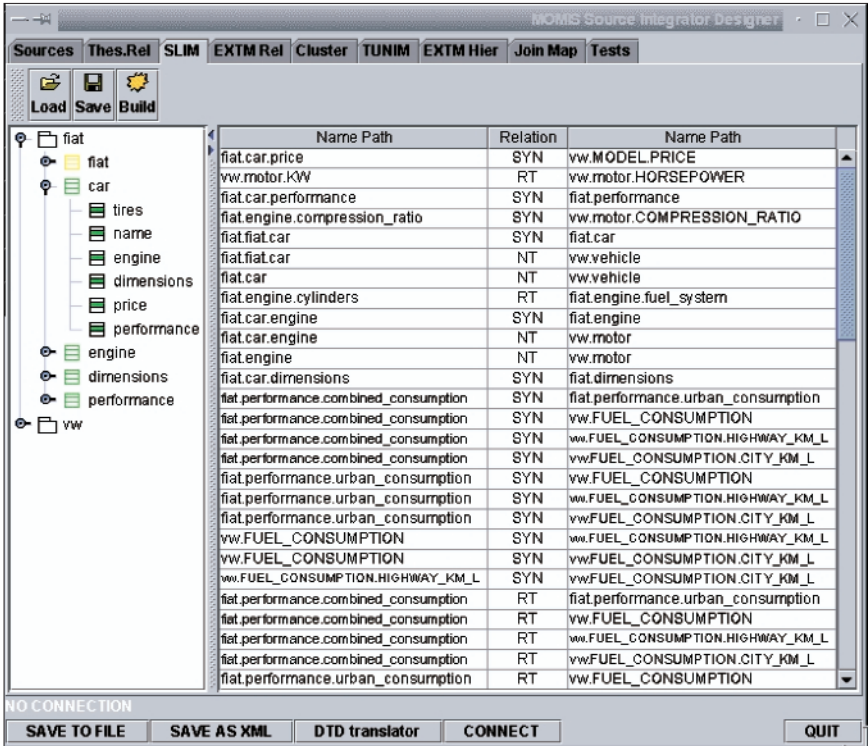 MOMIS Source Integrator Designer
Sources Thes.Rel SLIM EXTM Rel Cluster TUNIM EXTM Hier Join Map Tests
Load Save Build
fiat
fiat
car
tires
name
engine
dimensions
price
performance
engine
dimensions
performance
vw
Name Path Relation Name Path
fiat.car.price SYN vw.MODEL.PRICE
vw.motor.KW RT vw.motor.HORSEPOWER
fiat.car.performance SYN fiat.performance
fiat.engine.compression_ratio SYN vw.motor.COMPRESSION_RATIO
fiat.fiat.car SYN fiat.car
fiat.fiat.car NT vw.vehicle
fiat.car NT vw.vehicle
fiat.engine.cylinders RT fiat.engine.fuel_system
fiat.car.engine SYN fiat.engine
fiat.car.engine NT vw.motor
fiat.engine NT vw.motor
fiat.car.dimensions SYN fiat.dimensions
fiat.performance.combined_consumption SYN fiat.performance.urban_consumption
fiat.performance.combined_consumption SYN vw.FUEL_CONSUMPTION
fiat.performance.combined_consumption SYN vw.FUEL_CONSUMPTION.HIGHWAY_KM_L
fiat.performance.combined_consumption SYN vw.FUEL_CONSUMPTION.CITY_KM_L
fiat.performance.urban_consumption SYN vw.FUEL_CONSUMPTION
fiat.performance.urban_consumption SYN vw.FUEL_CONSUMPTION.HIGHWAY_KM_L
fiat.performance.urban_consumption SYN vw.FUEL_CONSUMPTION.CITY_KM_L
vw.FUEL_CONSUMPTION SYN vw.FUEL_CONSUMPTION.HIGHWAY_KM_L
vw.FUEL_CONSUMPTION SYN vw.FUEL_CONSUMPTION.CITY_KM_L
vw.FUEL_CONSUMPTION.HIGHWAY_KM_L SYN vw.FUEL_CONSUMPTION.CITY_KM_L
fiat.performance.combined_consumption RT fiat.performance.urban_consumption
fiat.performance.combined_consumption RT vw.FUEL_CONSUMPTION
fiat.performance.combined_consumption RT vw.FUEL_CONSUMPTION.HIGHWAY_KM_L
fiat.performance.combined_consumption RT vw.FUEL_CONSUMPTION.CITY_KM_L
fiat.performance.urban_consumption RT vw.FUEL_CONSUMPTION
NO CONNECTION
SAVE TO FILE SAVE AS XML DTD translator CONNECT QUIT